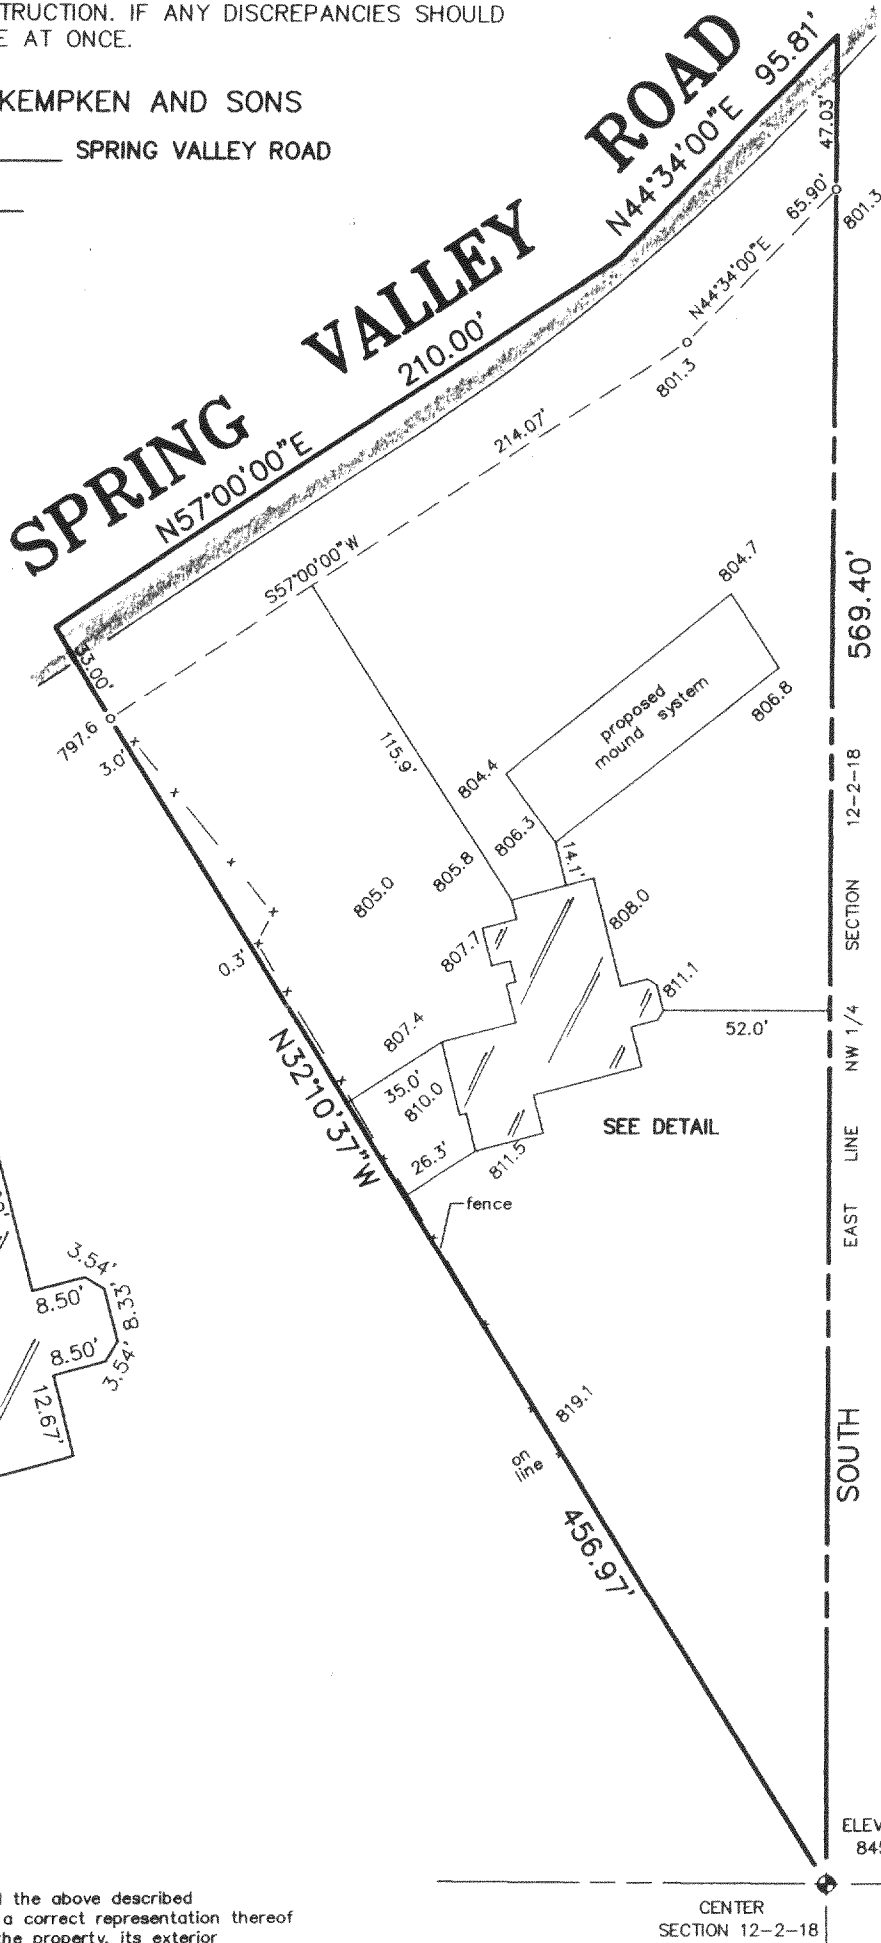 TRUCTION. IF ANY DISCREPANCIES SHOULD
E AT ONCE.
KEMPKEN AND SONS
SPRING VALLEY ROAD
SPRING VALLEY ROAD
N44°34'00"E 95.81'
47.03'
65.90'
801.3
N44°34'00"E
210.00'
801.3
214.07'
N57°00'00"E
S57°00'00"W
33.00'
797.6
3.0'
804.7
569.40'
proposed
mound system
806.8
115.9'
804.4
806.3
14.1'
805.8
805.0
808.0
807.7
0.3'
811.1
52.0'
807.4
35.0'
810.0
N32°10'37"W
26.3'
811.5
SEE DETAIL
fence
EAST LINE NW 1/4 SECTION 12-2-18
3.54'
8.50'
8.33'
8.50'
3.54'
12.67'
819.1
on
line
SOUTH
456.97'
ELEV
845
the above described
a correct representation thereof
the property, its exterior
CENTER
SECTION 12-2-18